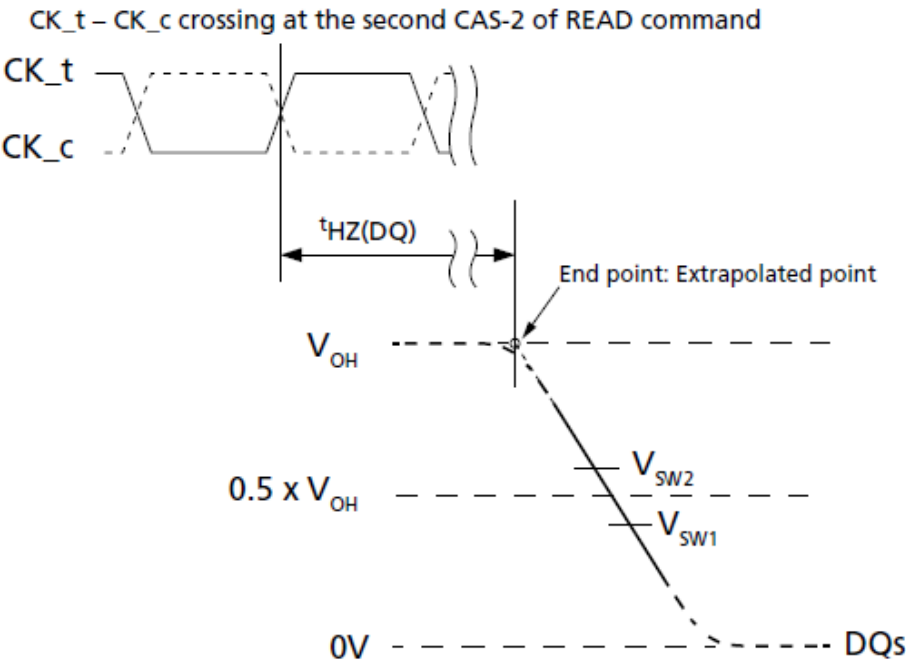 CK_t – CK_c crossing at the second CAS-2 of READ command
CK_t
CK_c
tHZ(DQ)
End point: Extrapolated point
VOH
VSW2
0.5 x VOH
VSW1
0V
DQs